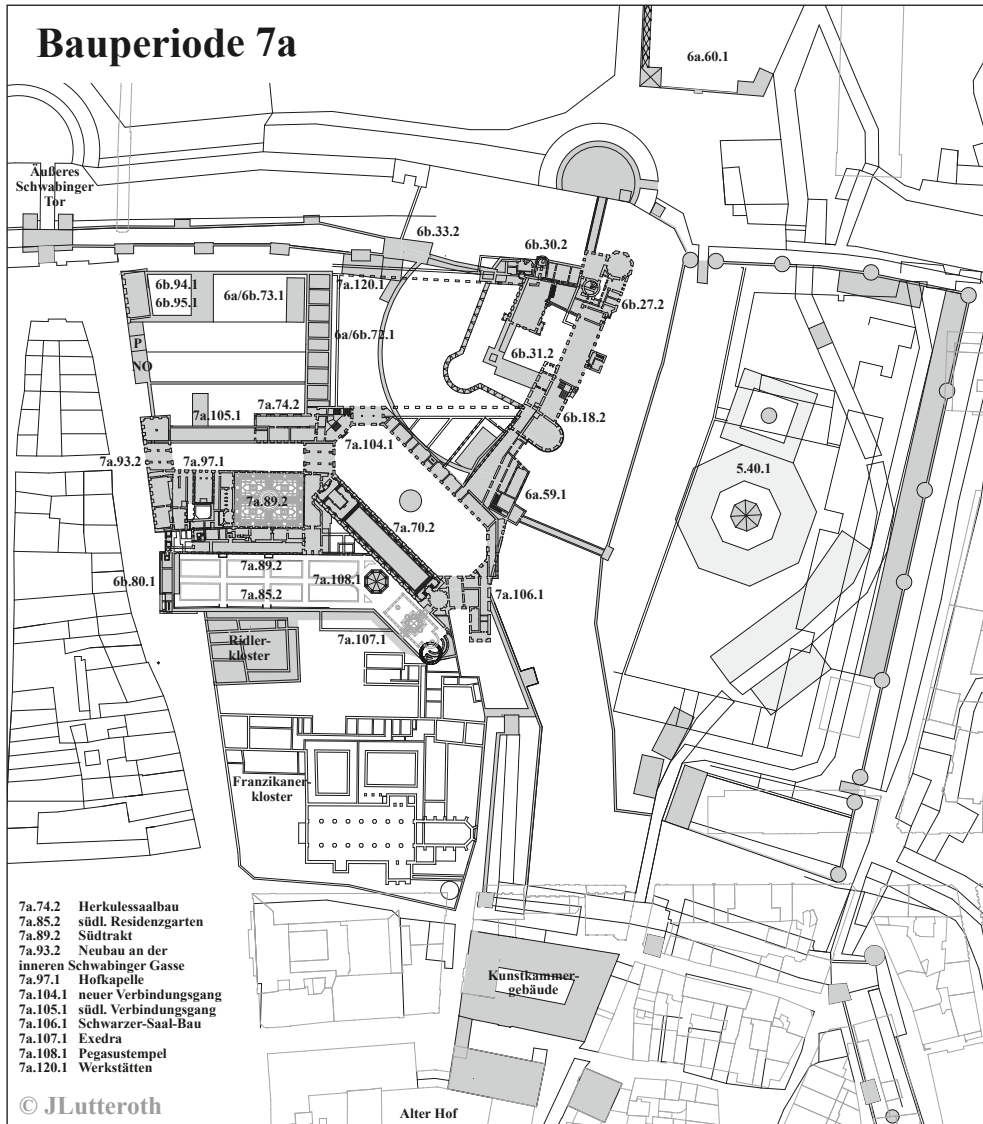 Bauperiode 7a
6a.60.1
Äußeres
Schwabinger
Tor
6b.33.2
6b.30.2
6b.94.1
6b.95.1
6a/6b.73.1
7a.120.1
6b.27.2
6a/6b.72.1
P
NO
6b.31.2
7a.74.2
7a.105.1
6b.18.2
7a.104.1
7a.93.2
7a.97.1
5.40.1
7a.89.2
6a.59.1
7a.70.2
7a.89.2
6b.80.1
7a.108.1
7a.85.2
7a.106.1
7a.107.1
Ridler-
kloster
Franzikaner-
kloster
7a.74.2 Herkulessaalbau
7a.85.2 südl. Residenzgarten
7a.89.2 Südtrakt
7a.93.2 Neubau an der
inneren Schwabinger Gasse
7a.97.1 Hofkapelle
7a.104.1 neuer Verbindungsgang
7a.105.1 südl. Verbindungsgang
7a.106.1 Schwarzer-Saal-Bau
7a.107.1 Exedra
7a.108.1 Pegasustempel
7a.120.1 Werkstätten
Kunstkammer-
gebäude
© JLutteroth
Alter Hof